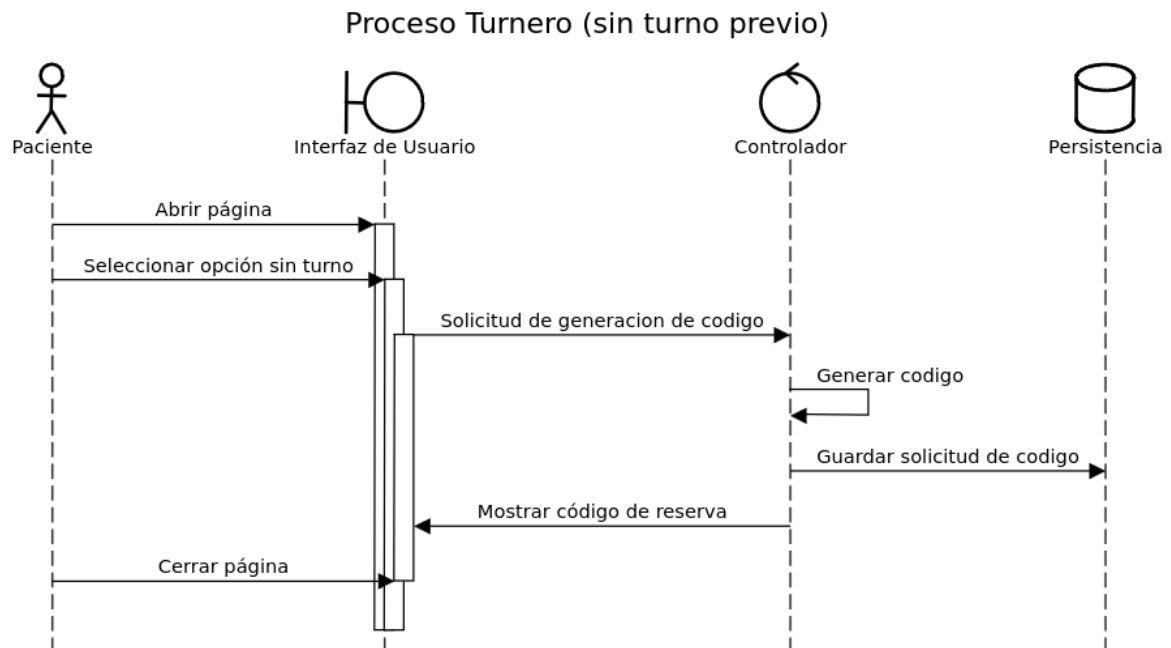 Proceso Turnero (sin turno previo)
Paciente
Interfaz de Usuario
Controlador
Persistencia
Abrir página
Seleccionar opción sin turno
Solicitud de generacion de codigo
Generar codigo
Guardar solicitud de codigo
Mostrar código de reserva
Cerrar página